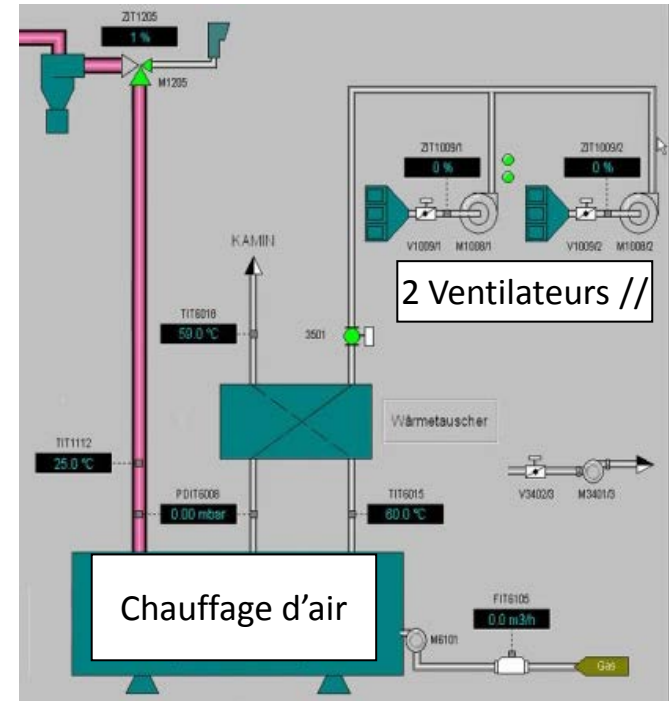 ZIT1205
1 %
M1205
ZIT1009/1
0 %
ZIT1009/2
0 %
V1009/1
M1008/1
V1009/2
M1008/2
KAMIN
2 Ventilateurs //
TIT6016
59.0 °C
3501
Wärmetauscher
TIT1112
25.0 °C
V3402/3
M3401/3
PDIT6008
0.00 mbar
TIT6015
60.0 °C
Chauffage d’air
FIT6105
0.0 m3/h
M6101
Gas